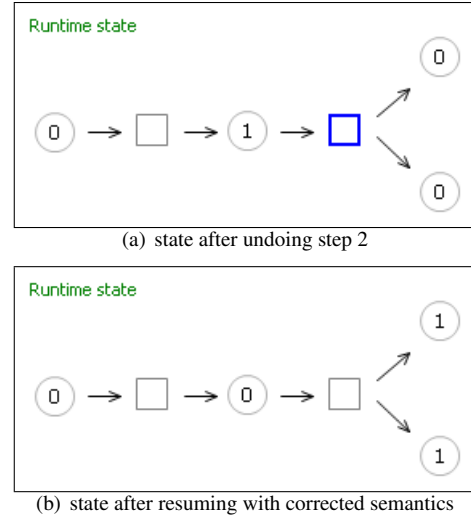 Runtime state
0
0 1
0
(a) state after undoing step 2
Runtime state
1
0 0
1
(b) state after resuming with corrected semantics